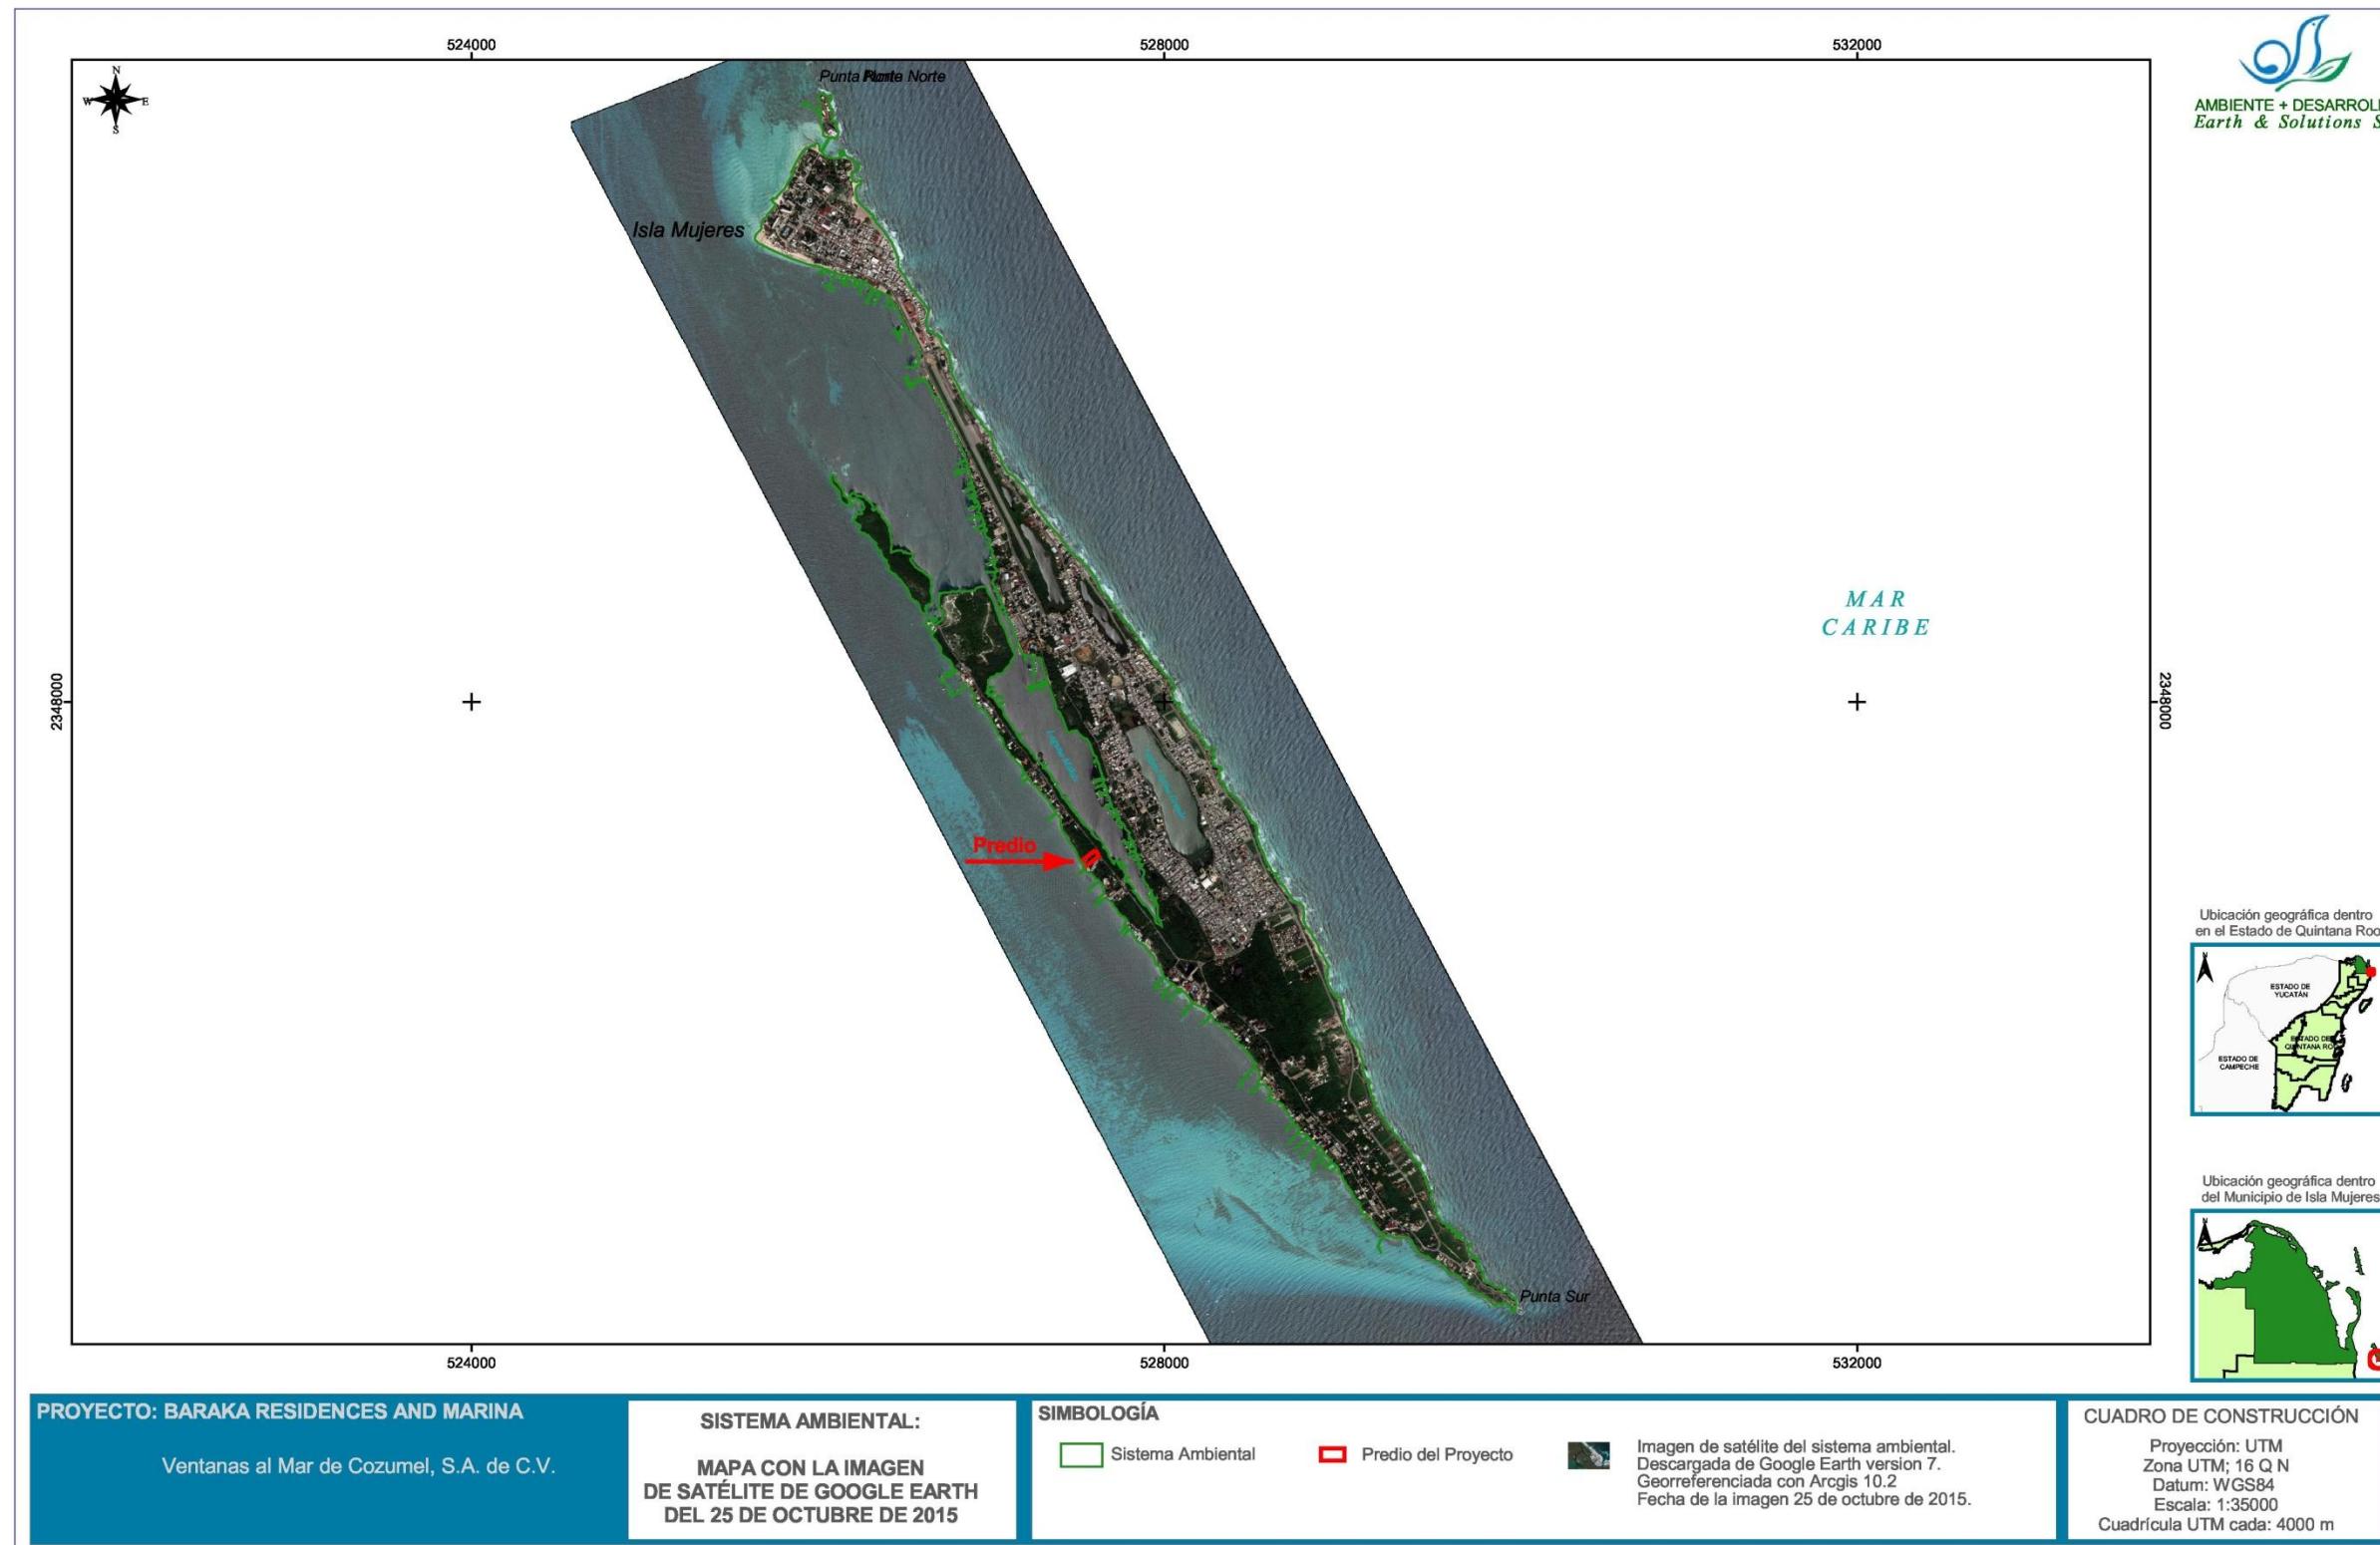 524000
528000
532000
N
W
E
S
Punta Norte
Punta Norte
AMBIENTE + DESARROLL
Earth & Solutions S
Isla Mujeres
MAR
CARIBE
2348000
2348000
Predio
Punta Sur
Ubicación geográfica dentro
en el Estado de Quintana Roo
N
ESTADO DE
YUCATÁN
ESTADO DE
QUINTANA RO
ESTADO DE
CAMPECHE
Ubicación geográfica dentro
del Municipio de Isla Mujeres
N
524000
528000
532000
PROYECTO: BARAKA RESIDENCES AND MARINA
Ventanas al Mar de Cozumel, S.A. de C.V.
SISTEMA AMBIENTAL:
MAPA CON LA IMAGEN
DE SATÉLITE DE GOOGLE EARTH
DEL 25 DE OCTUBRE DE 2015
SIMBOLOGÍA
Sistema Ambiental
Predio del Proyecto
Imagen de satélite del sistema ambiental.
Descargada de Google Earth version 7.
Georreferenciada con Arcgis 10.2
Fecha de la imagen 25 de octubre de 2015.
CUADRO DE CONSTRUCCIÓN
Proyección: UTM
Zona UTM; 16 Q N
Datum: WGS84
Escala: 1:35000
Cuadrícula UTM cada: 4000 m